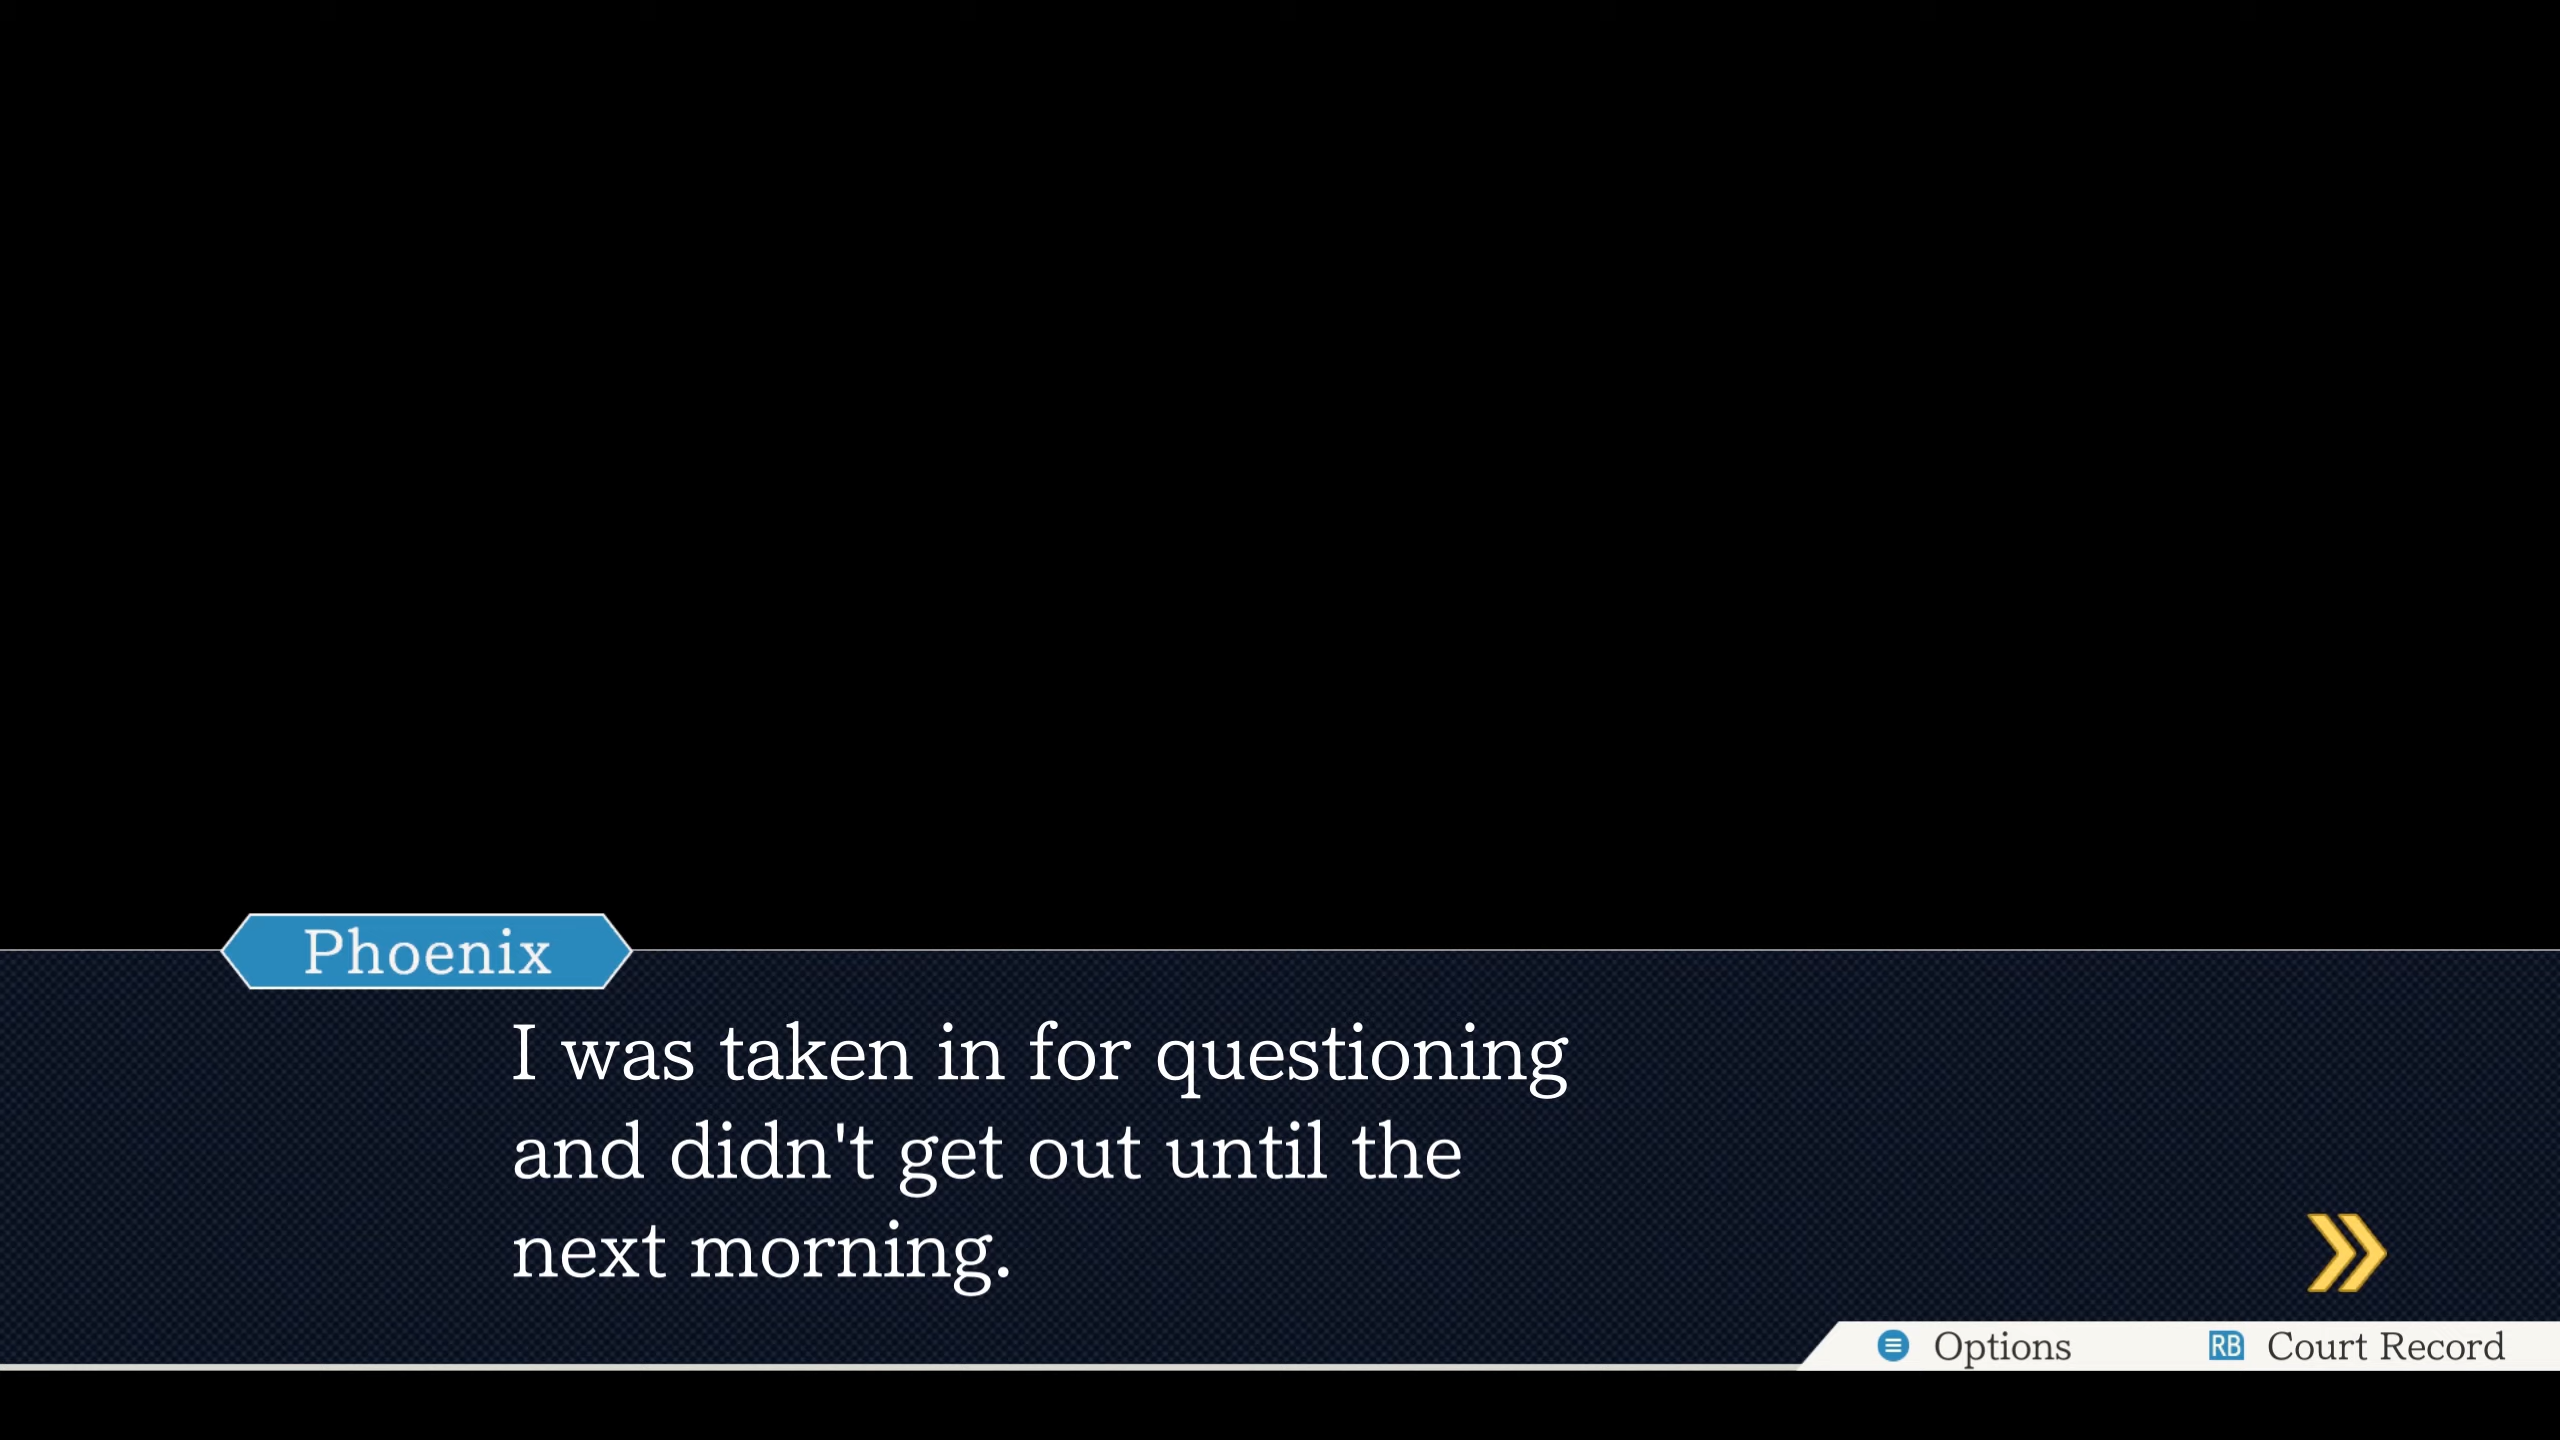 Phoenix
I was taken in for questioning
and didn't get out until the
next morning.
Options
RB Court Record